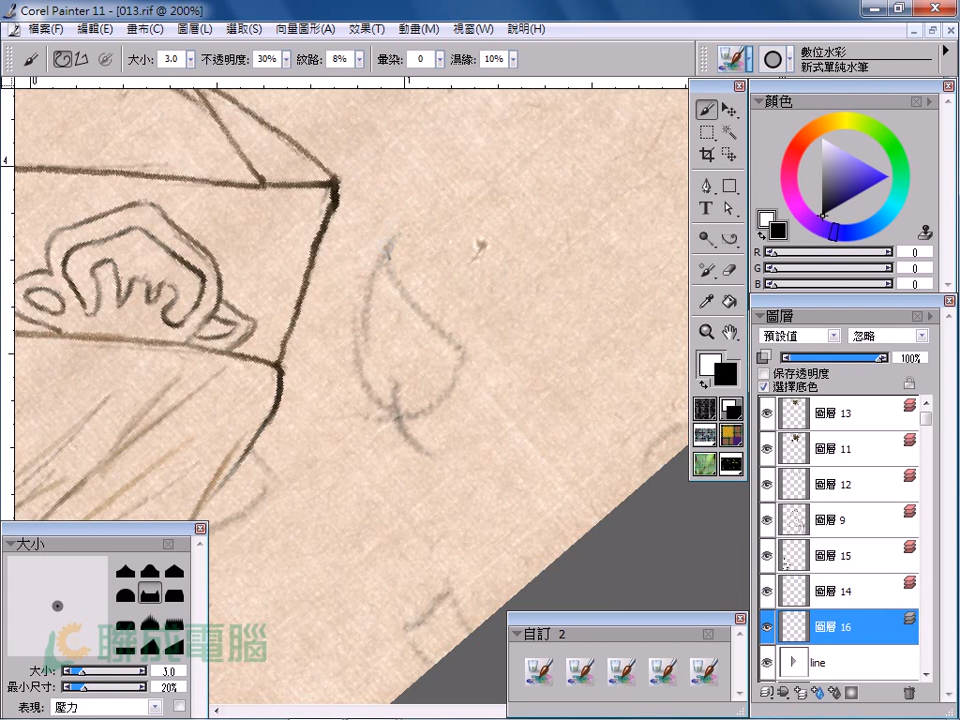 Corel Painter 11 - [013.rif @ 200%]
檔案(F) 編輯(E) 畫布(C) 圖層(L) 選取(S) 向量圖形(A) 效果(T) 動畫(M) 視窗(W) 說明(H)
大小: 3.0 不透明度: 30% 紋路: 8% 暈染: 0 濕緣: 10%
數位水彩
新式單純水筆
0
1
4
顏色
R 0
G 0
B 0
圖層
預設值 忽略
100%
保存透明度
選擇底色
圖層 13
圖層 11
圖層 12
圖層 9
圖層 15
圖層 14
圖層 16
line
T
大小
大小: 3.0
最小尺寸: 20%
表現: 壓力
聯成電腦
自訂 2